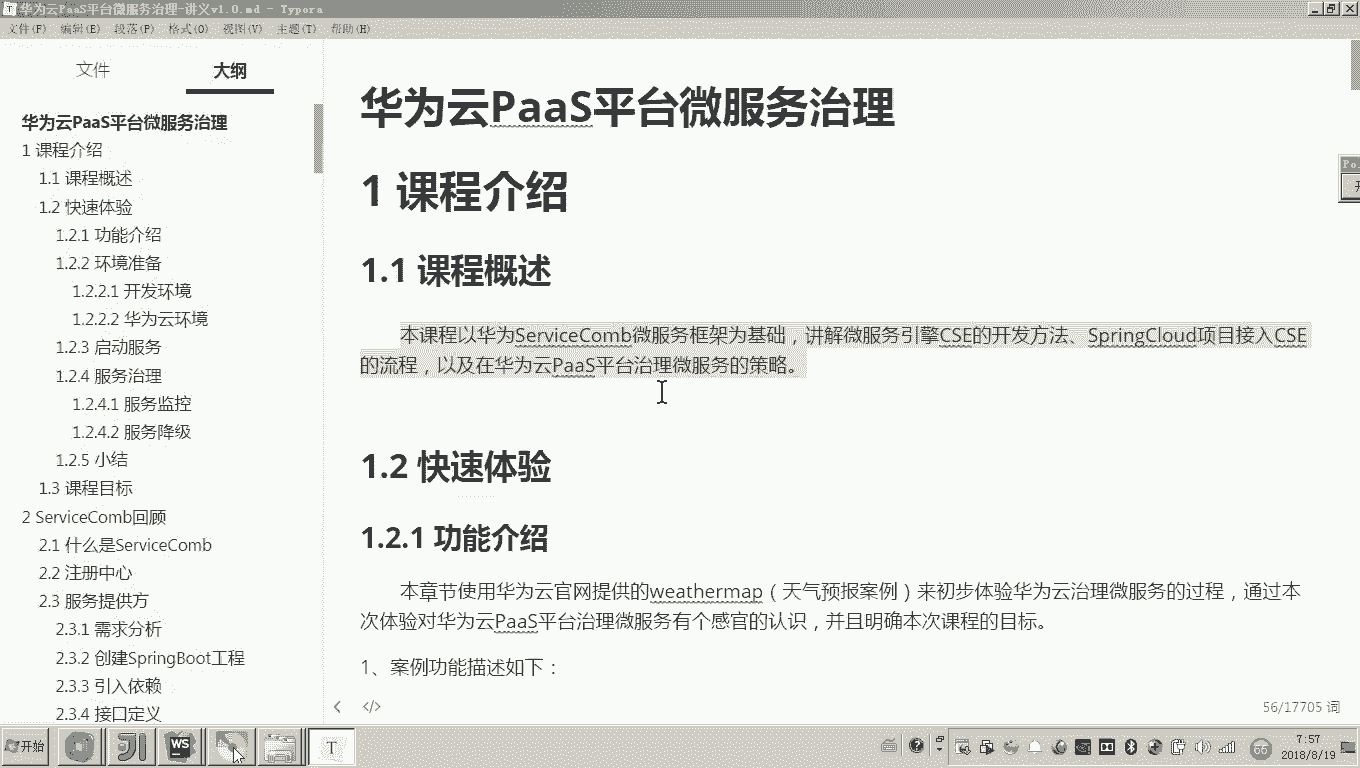 华为云PaaS平台微服务治理-讲义v1.0.md - Typora
文件(F) 编辑(E) 段落(P) 格式(O) 视图(V) 主题(T) 帮助(H)
文件 大纲
华为云PaaS平台微服务治理
1 课程介绍
1.1 课程概述
1.2 快速体验
1.2.1 功能介绍
1.2.2 环境准备
1.2.2.1 开发环境
1.2.2.2 华为云环境
1.2.3 启动服务
1.2.4 服务治理
1.2.4.1 服务监控
1.2.4.2 服务降级
1.2.5 小结
1.3 课程目标
2 ServiceComb回顾
2.1 什么是ServiceComb
2.2 注册中心
2.3 服务提供方
2.3.1 需求分析
2.3.2 创建SpringBoot工程
2.3.3 引入依赖
2.3.4 接口定义
华为云PaaS平台微服务治理
1 课程介绍
1.1 课程概述
本课程以华为ServiceComb微服务框架为基础，讲解微服务引擎CSE的开发方法、SpringCloud项目接入CSE
的流程，以及在华为云PaaS平台治理微服务的策略。
1.2 快速体验
1.2.1 功能介绍
本章节使用华为云官网提供的weathermap（天气预报案例）来初步体验华为云治理微服务的过程，通过本
次体验对华为云PaaS平台治理微服务有个感官的认识，并且明确本次课程的目标。
1、案例功能描述如下：
56/17705 词
开始
WS
T
66
7:57
2018/8/19